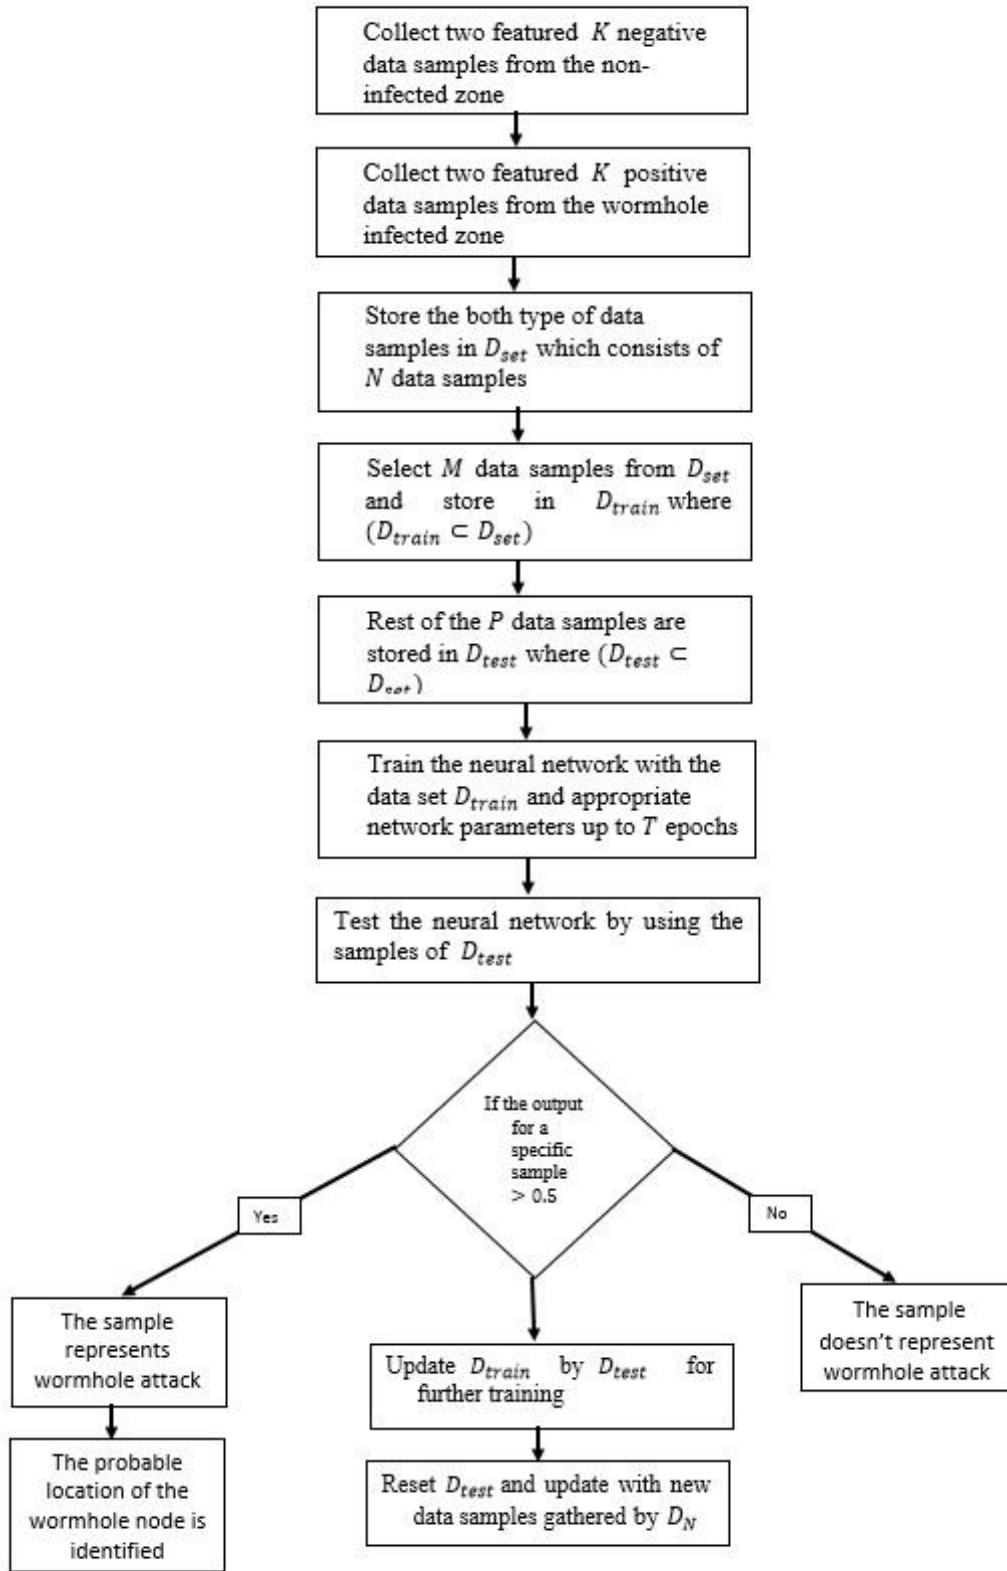 Collect two featured K negative
data samples from the non-
infected zone
Collect two featured K positive
data samples from the wormhole
infected zone
Store the both type of data
samples in D_set which consists of
N data samples
Select M data samples from D_set
and store in D_train where
(D_train ⊂ D_set)
Rest of the P data samples are
stored in D_test where (D_test ⊂
D_set)
Train the neural network with the
data set D_train and appropriate
network parameters up to T epochs
Test the neural network by using the
samples of D_test
If the output
for a
specific
sample
> 0.5
Yes
No
The sample
represents
wormhole attack
The probable
location of the
wormhole node is
identified
Update D_train by D_test for
further training
Reset D_test and update with new
data samples gathered by D_N
The sample
doesn't represent
wormhole attack